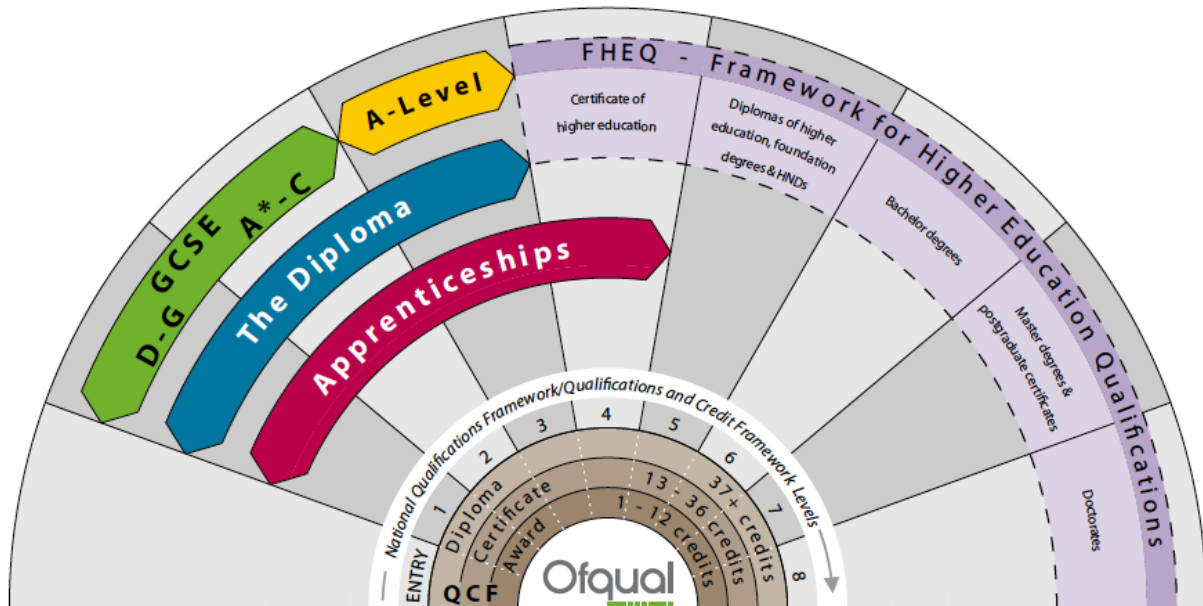 FHEQ - Framework for Higher Education Qualifications
A-Level
GCSE
D-G A*-C
The Diploma
Apprenticeships
Certificate of
higher education
Diplomas of higher
education, foundation
degrees & HNDs
Bachelor degrees
Master degrees &
postgraduate certificates
Doctorates
National Qualifications Framework/Qualifications and Credit Framework Levels
ENTRY
1
2
3
4
5
6
7
8
Diploma
37+ credits
Certificate
13 - 36 credits
Award
1 - 12 credits
QCF
Ofqual